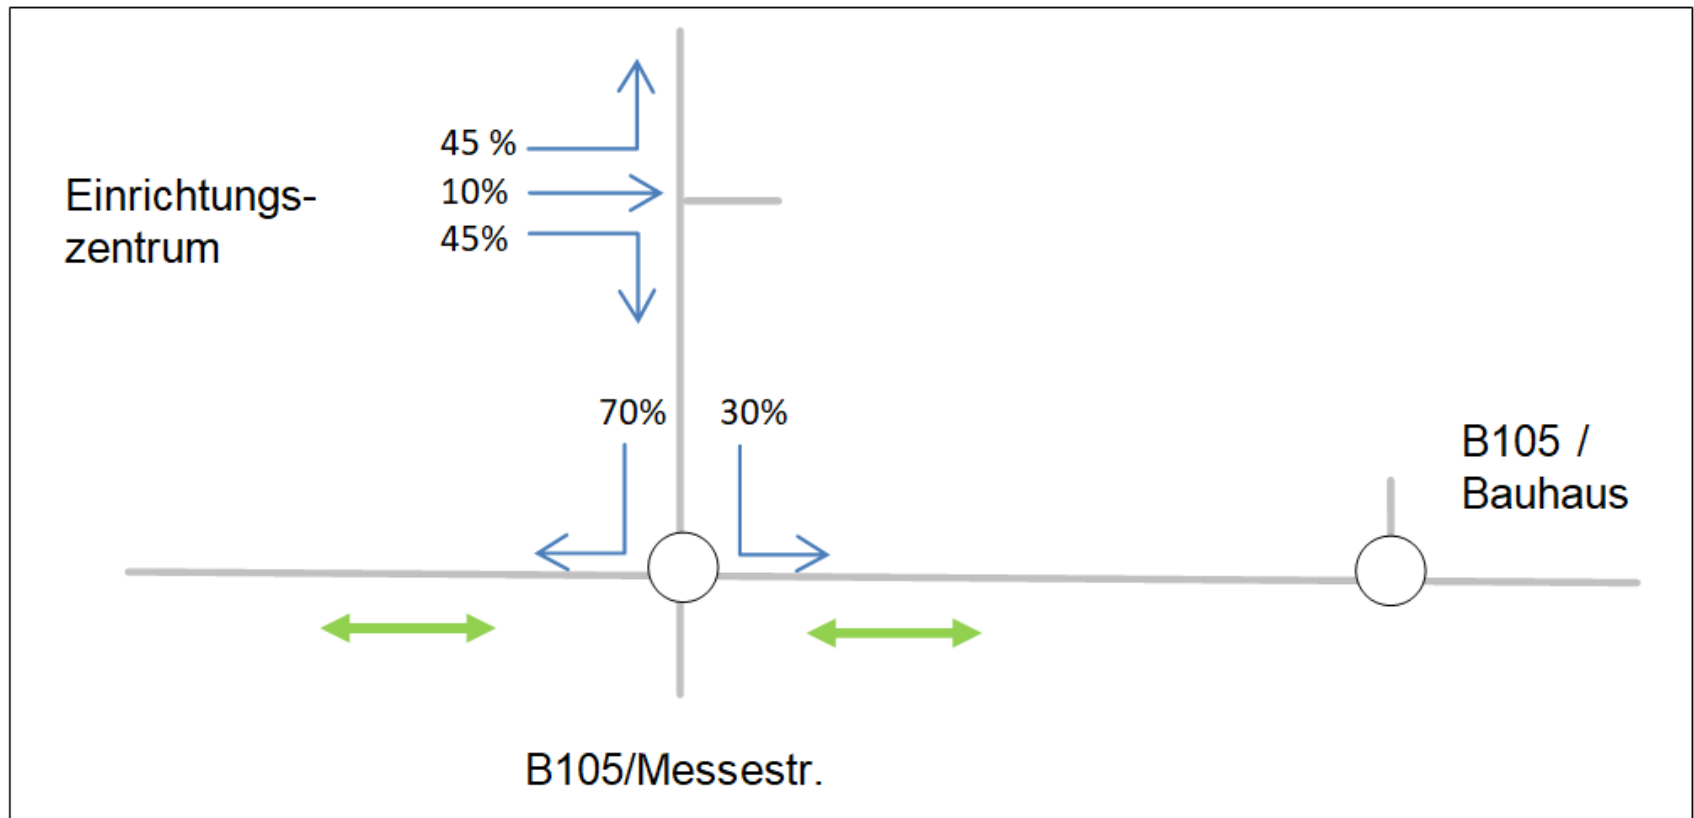 45 %
10%
45%
Einrichtungs-
zentrum
70%
30%
B105 /
Bauhaus
B105/Messestr.